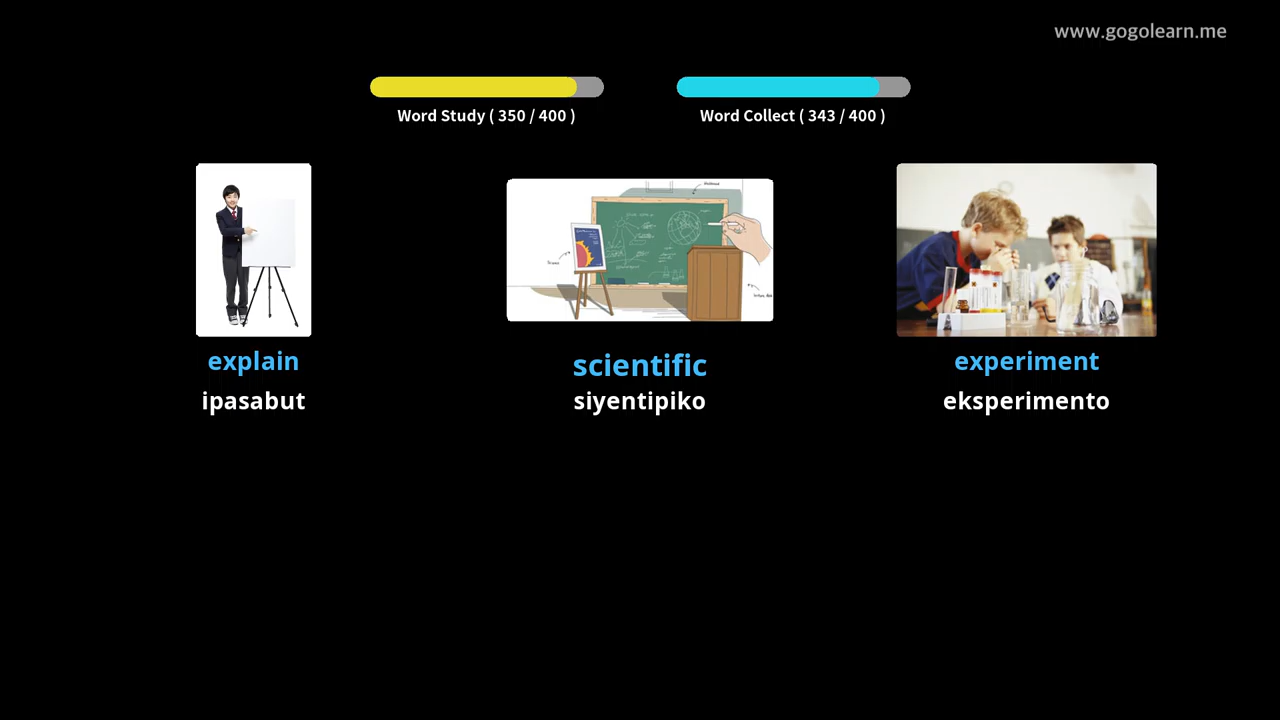 www.gogolearn.me
Word Study ( 350 / 400 )
Word Collect ( 343 / 400 )
explain
scientific
experiment
ipasabut
siyentipiko
eksperimento